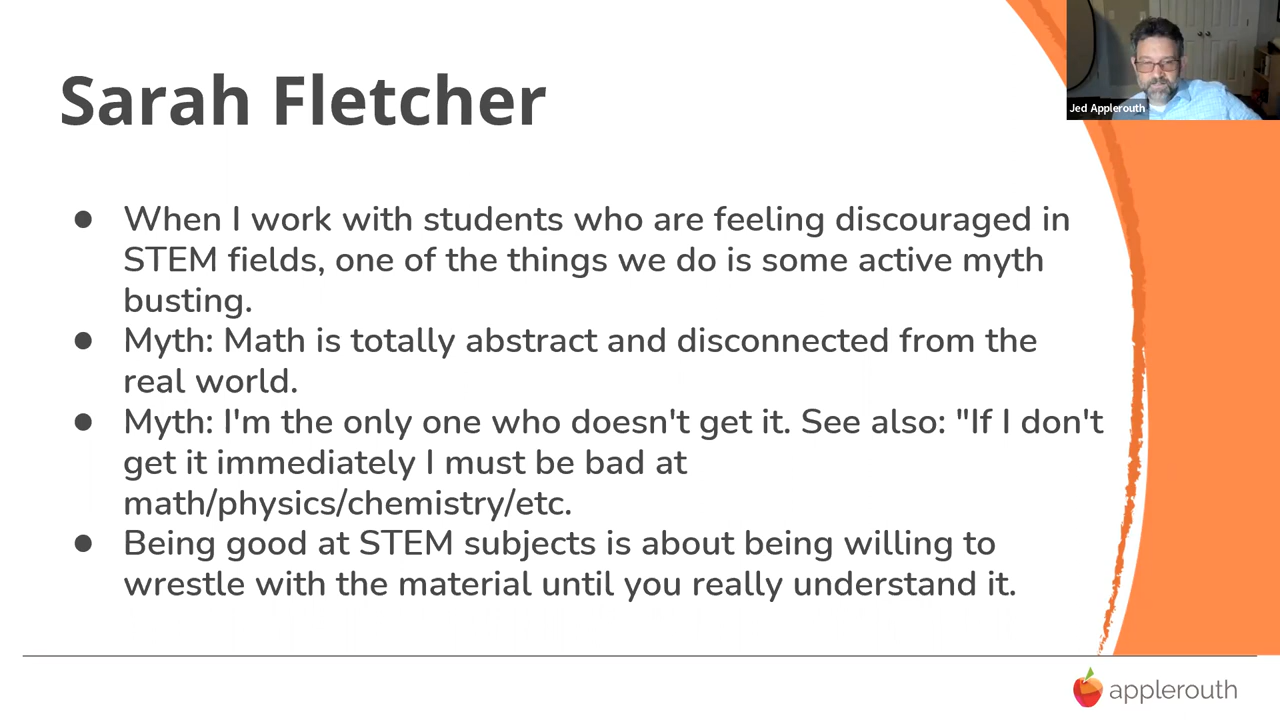 Sarah Fletcher
Jed Applerouth
● When I work with students who are feeling discouraged in
STEM fields, one of the things we do is some active myth
busting.
● Myth: Math is totally abstract and disconnected from the
real world.
● Myth: I'm the only one who doesn't get it. See also: "If I don't
get it immediately I must be bad at
math/physics/chemistry/etc.
● Being good at STEM subjects is about being willing to
wrestle with the material until you really understand it.
applerouth